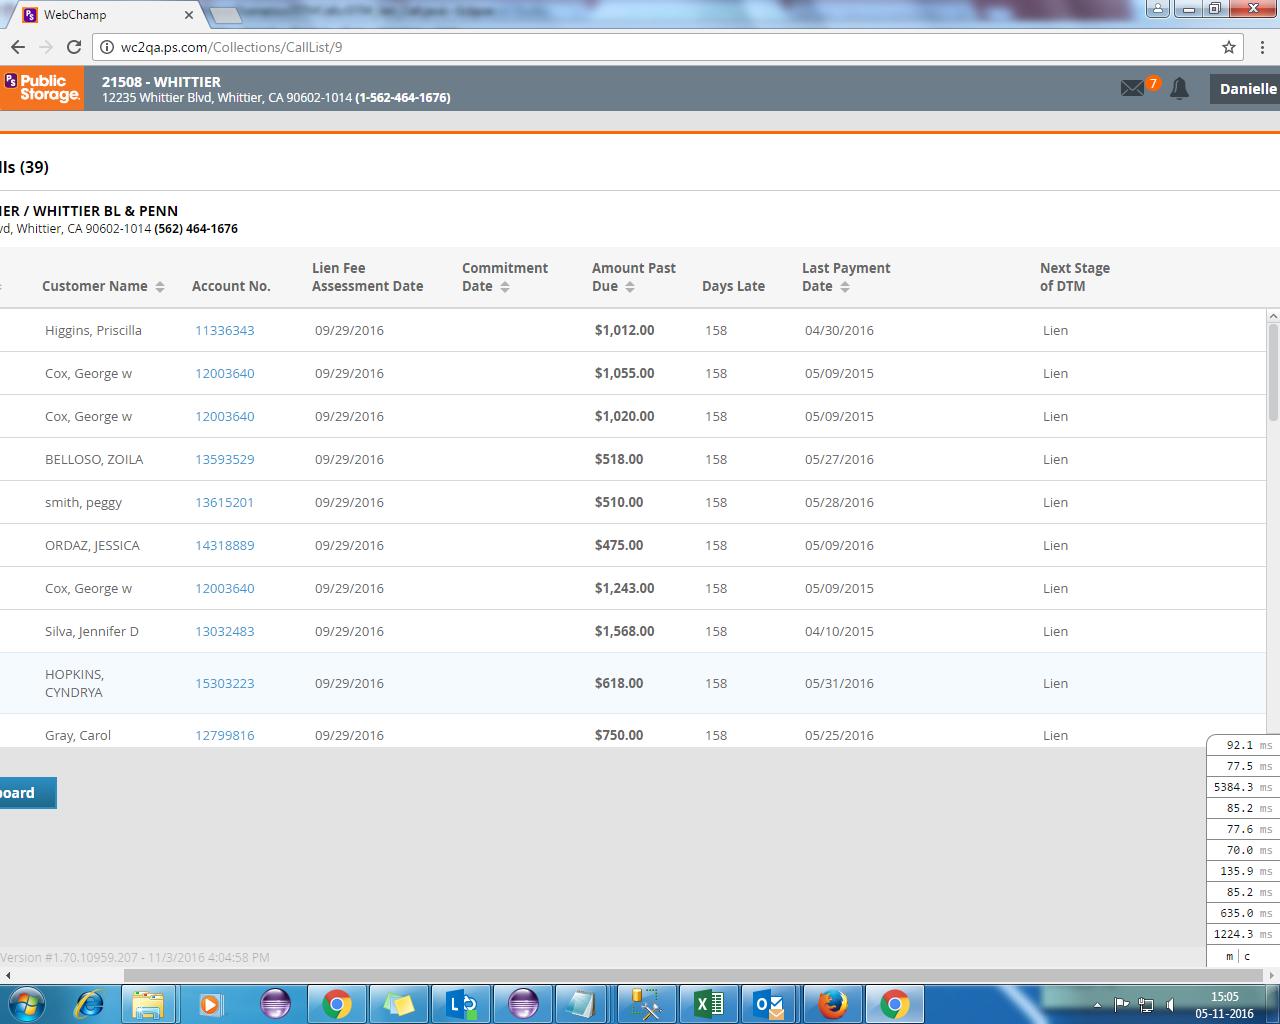 WebChamp
wc2qa.ps.com/Collections/CallList/9
Public Storage.
21508 - WHITTIER
12235 Whittier Blvd, Whittier, CA 90602-1014 (1-562-464-1676)
7
Danielle
lls (39)
IER / WHITTIER BL & PENN
vd, Whittier, CA 90602-1014 (562) 464-1676
Customer Name Account No. Lien Fee Assessment Date Commitment Date Amount Past Due Days Late Last Payment Date Next Stage of DTM
Higgins, Priscilla 11336343 09/29/2016 $1,012.00 158 04/30/2016 Lien
Cox, George w 12003640 09/29/2016 $1,055.00 158 05/09/2015 Lien
Cox, George w 12003640 09/29/2016 $1,020.00 158 05/09/2015 Lien
BELLOSO, ZOILA 13593529 09/29/2016 $518.00 158 05/27/2016 Lien
smith, peggy 13615201 09/29/2016 $510.00 158 05/28/2016 Lien
ORDAZ, JESSICA 14318889 09/29/2016 $475.00 158 05/09/2016 Lien
Cox, George w 12003640 09/29/2016 $1,243.00 158 05/09/2015 Lien
Silva, Jennifer D 13032483 09/29/2016 $1,568.00 158 04/10/2015 Lien
HOPKINS, CYNDRYA 15303223 09/29/2016 $618.00 158 05/31/2016 Lien
Gray, Carol 12799816 09/29/2016 $750.00 158 05/25/2016 Lien
92.1 ms
77.5 ms
5384.3 ms
85.2 ms
77.6 ms
70.0 ms
135.9 ms
85.2 ms
635.0 ms
1224.3 ms
m | c
board
Version #1.70.10959.207 - 11/3/2016 4:04:58 PM
15:05
05-11-2016